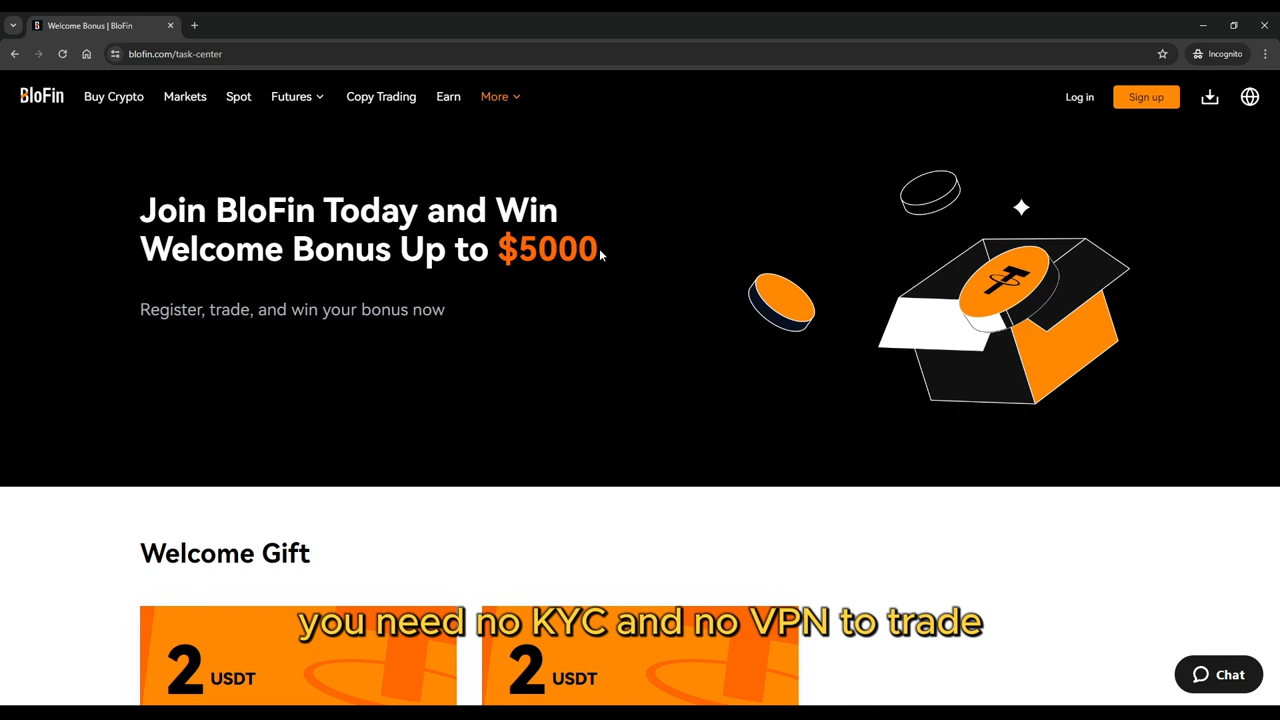 Welcome Bonus | BloFin
blofin.com/task-center
Incognito
BloFin
Buy Crypto
Markets
Spot
Futures
Copy Trading
Earn
More
Log in
Sign up
Join BloFin Today and Win
Welcome Bonus Up to $5000
Register, trade, and win your bonus now
Welcome Gift
you need no KYC and no VPN to trade
2 USDT
2 USDT
Chat